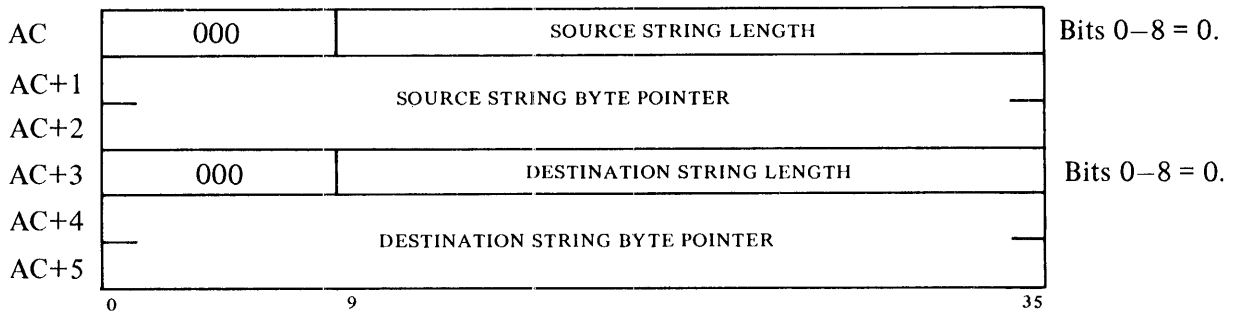 AC 000 SOURCE STRING LENGTH Bits 0–8 = 0.
AC+1
SOURCE STRING BYTE POINTER
AC+2
AC+3 000 DESTINATION STRING LENGTH Bits 0–8 = 0.
AC+4
DESTINATION STRING BYTE POINTER
AC+5
0 9 35